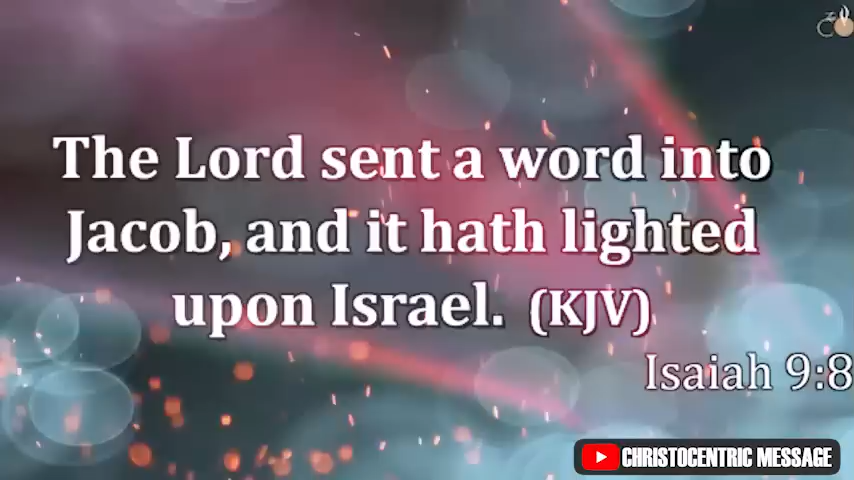 The Lord sent a word into
Jacob, and it hath lighted
upon Israel. (KJV)
Isaiah 9:8
CHRISTOCENTRIC MESSAGE